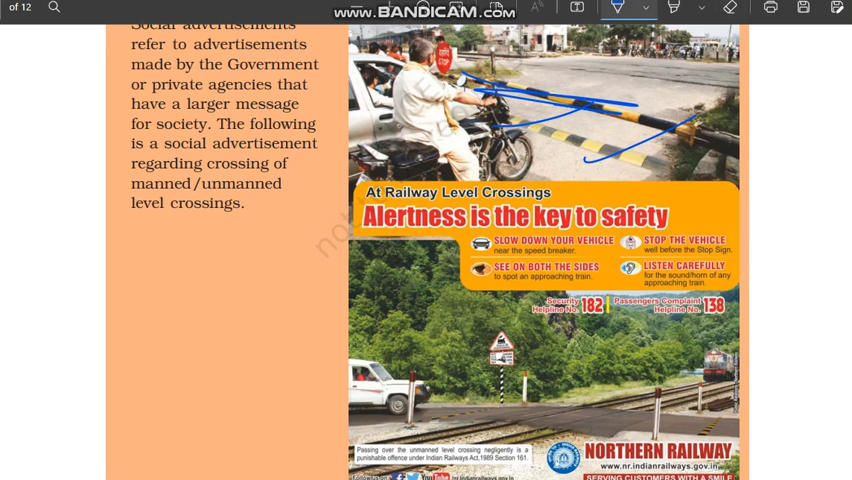 of 12
www.BANDICAM.com
Social advertisements
refer to advertisements
made by the Government
or private agencies that
have a larger message
for society. The following
is a social advertisement
regarding crossing of
manned/unmanned
level crossings.
STOP
At Railway Level Crossings
Alertness is the key to safety
SLOW DOWN YOUR VEHICLE
near the speed breaker.
STOP THE VEHICLE
well before the Stop Sign.
SEE ON BOTH THE SIDES
to spot an approaching train.
LISTEN CAREFULLY
for the sound/horn of any
approaching train.
Security
Helpline No. 182
Passengers Complaint
Helpline No. 138
Passing over the unmanned level crossing negligently is a
punishable offence under Indian Railways Act,1989 Section 161.
NORTHERN RAILWAY
www.nr.indianrailways.gov.in
SERVING CUSTOMERS WITH A SMILE
You Tube